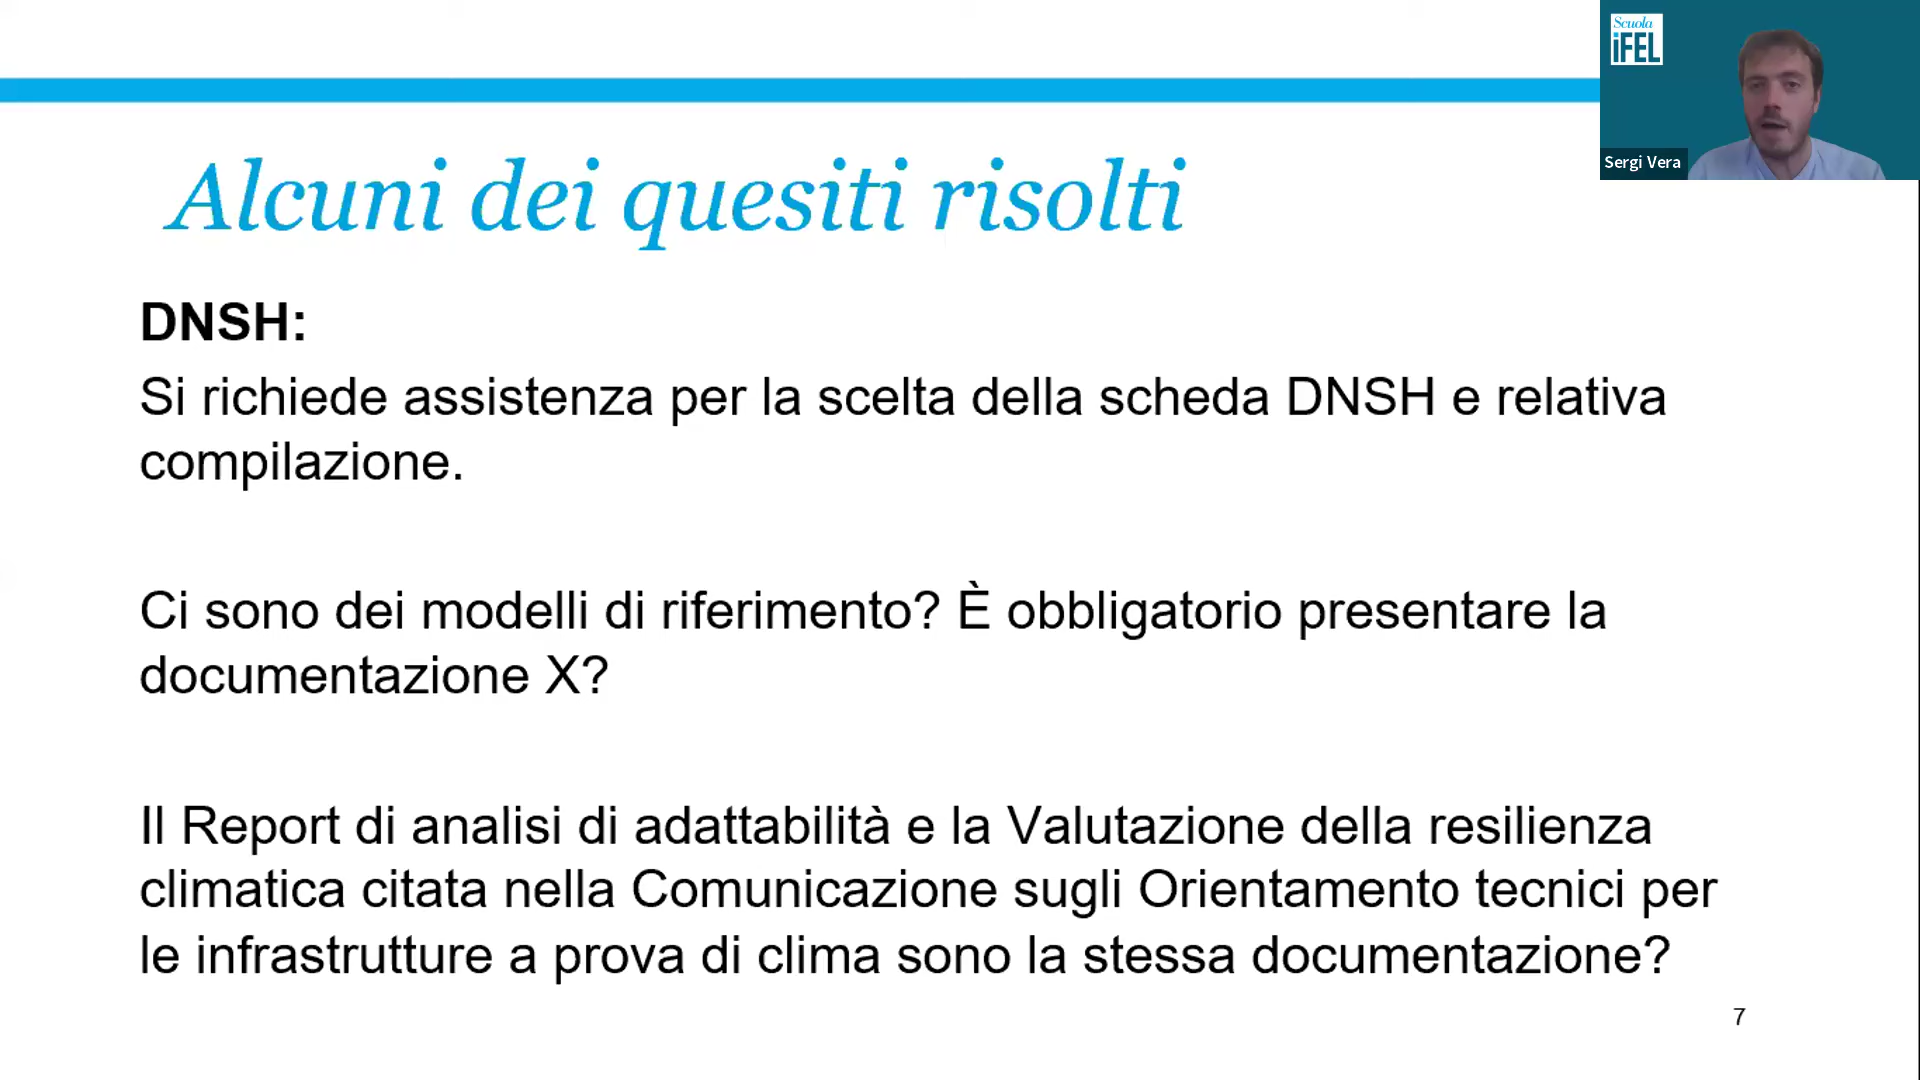 Scuola
iFEL
Sergi Vera
Alcuni dei quesiti risolti
DNSH:
Si richiede assistenza per la scelta della scheda DNSH e relativa
compilazione.
Ci sono dei modelli di riferimento? È obbligatorio presentare la
documentazione X?
Il Report di analisi di adattabilità e la Valutazione della resilienza
climatica citata nella Comunicazione sugli Orientamento tecnici per
le infrastrutture a prova di clima sono la stessa documentazione?
7